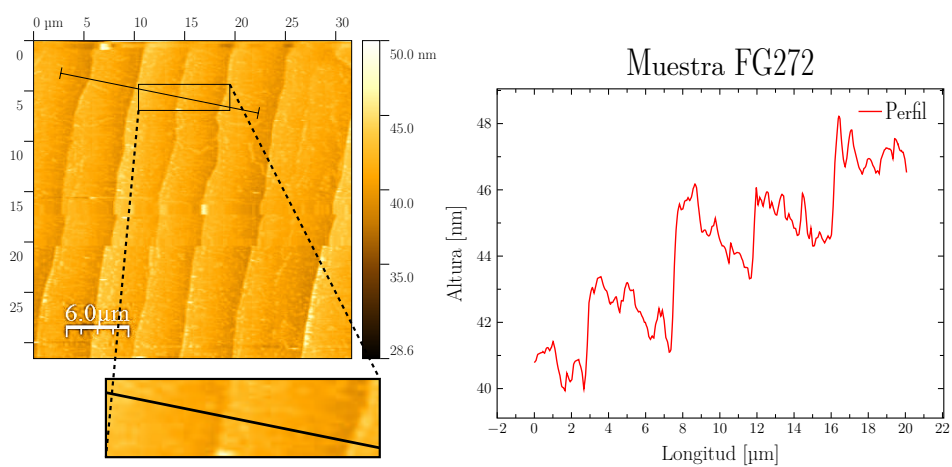 0 µm 5 10 15 20 25 30
0
5
10
15
20
25
50.0 nm
45.0
40.0
35.0
28.6
6.0µm
Muestra FG272
Perfil
Altura [nm]
48
46
44
42
40
−2 0 2 4 6 8 10 12 14 16 18 20 22
Longitud [µm]